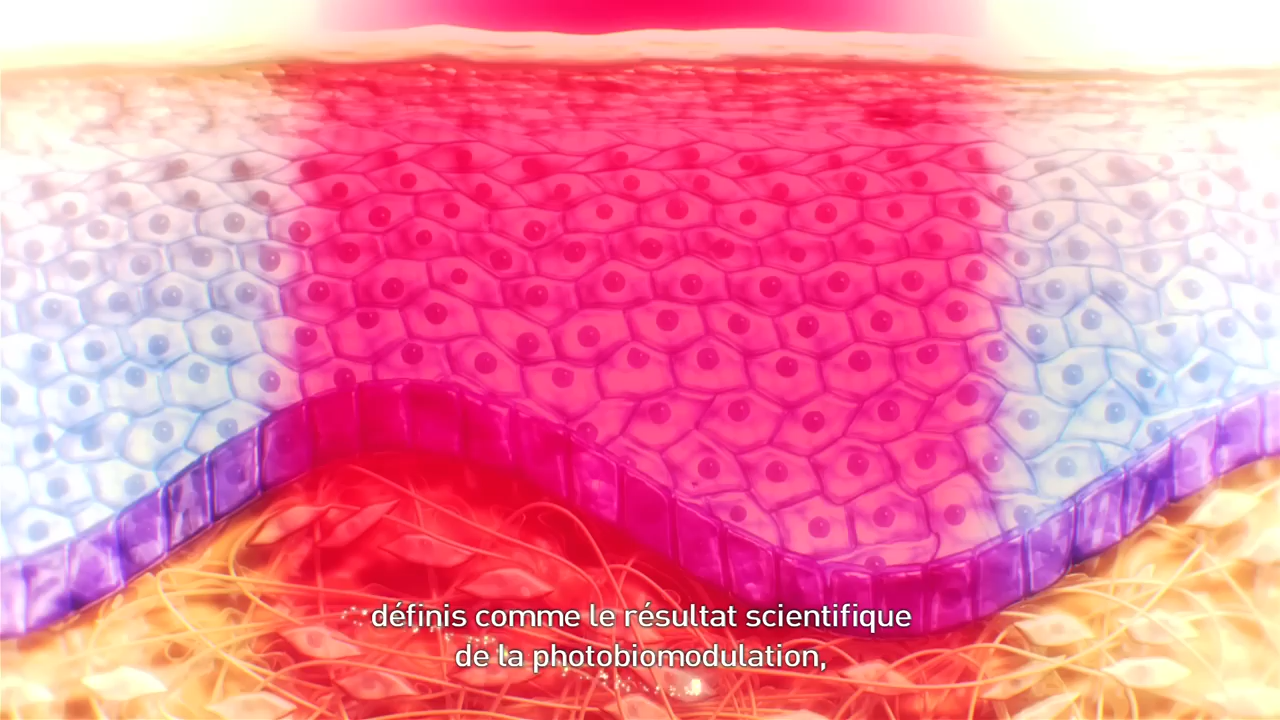 définis comme le résultat scientifique
de la photobiomodulation,